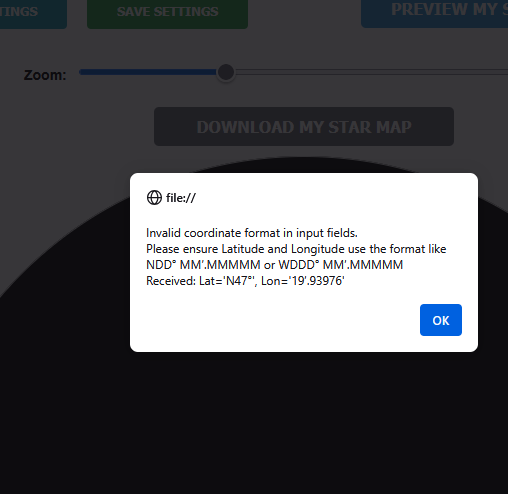 TINGS
SAVE SETTINGS
PREVIEW MY S
Zoom:
DOWNLOAD MY STAR MAP
file://
Invalid coordinate format in input fields.
Please ensure Latitude and Longitude use the format like
NDD° MM′.MMMMM or WDDD° MM′.MMMMM
Received: Lat='N47°', Lon='19′.93976'
OK